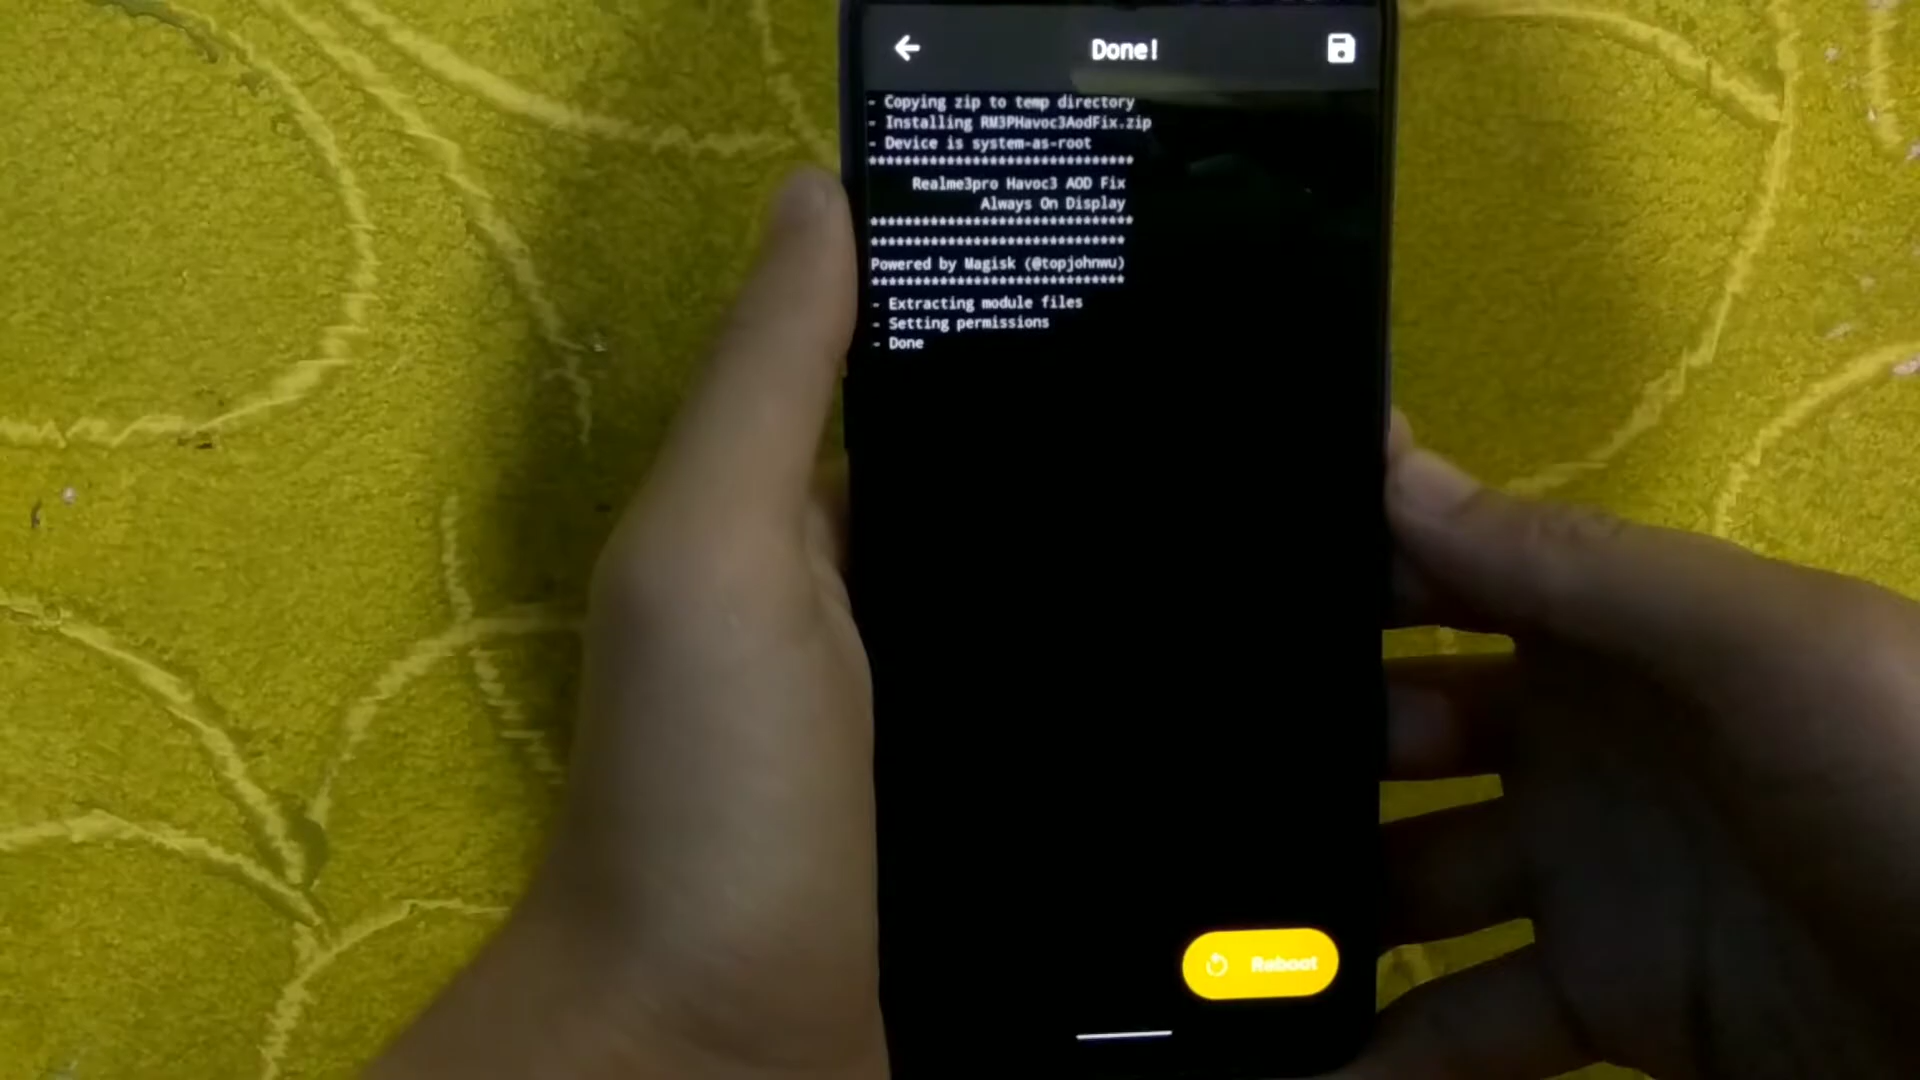 Done!
- Copying zip to temp directory
- Installing RM3PHavoc3AodFix.zip
- Device is system-as-root
******************************
Realme3pro Havoc3 AOD Fix
Always On Display
******************************
******************************
Powered by Magisk (@topjohnwu)
******************************
- Extracting module files
- Setting permissions
- Done
Reboot